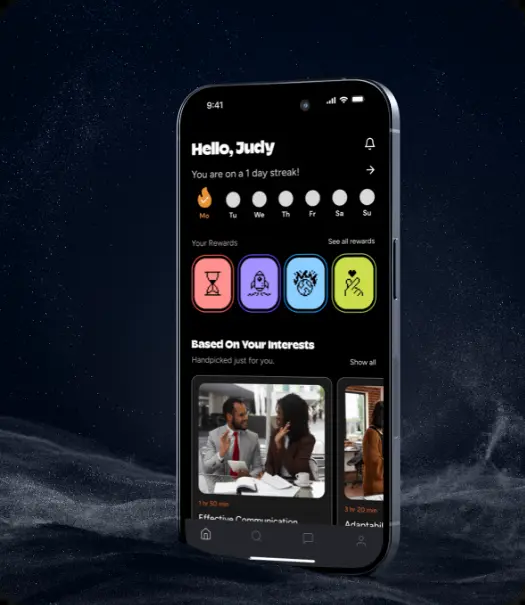 9:41
Hello, Judy
You are on a 1 day streak!
Mo Tu We Th Fr Sa Su
Your Rewards See all rewards
Based On Your Interests
Handpicked just for you. Show all
1 hr 30 min 3 hr 20 min
Effective Communication Adaptabil